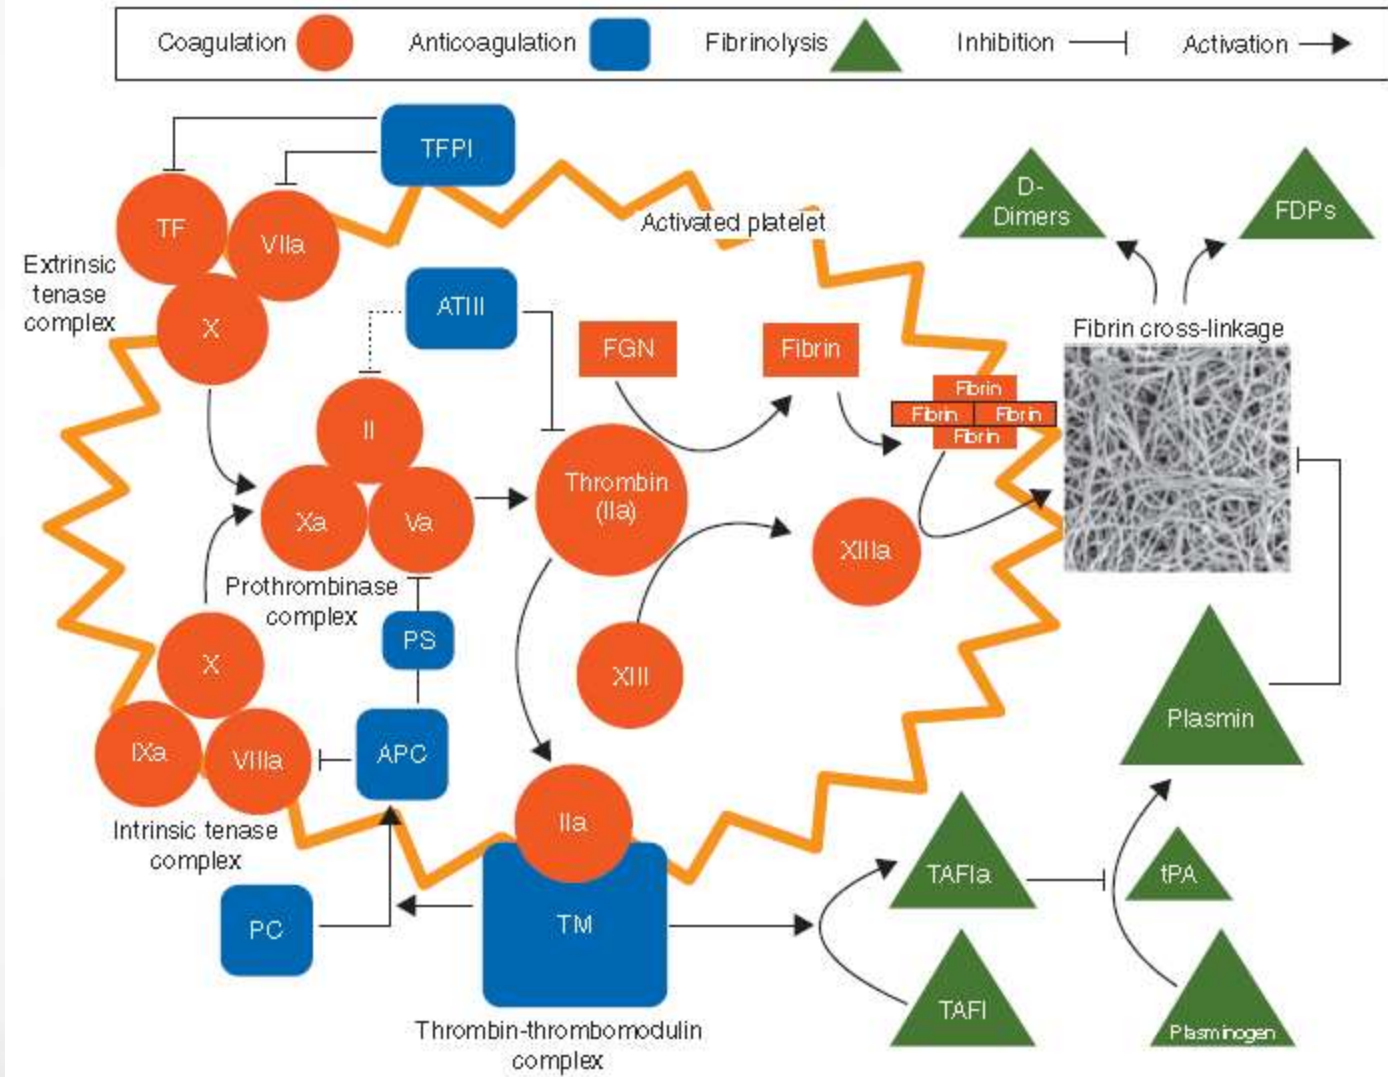 Coagulation
Anticoagulation
Fibrinolysis
Inhibition
Activation
TFPI
TF
VIIa
X
Extrinsic
tenase
complex
Activated platelet
D-
Dimers
FDPs
ATIII
FGN
Fibrin
Fibrin cross-linkage
Fibrin
Fibrin
Fibrin
Fibrin
II
Xa
Va
Thrombin
(IIa)
XIIIa
Prothrombinase
complex
PS
XIII
X
IXa
VIIIa
APC
Intrinsic tenase
complex
Plasmin
IIa
TM
PC
TAFIa
tPA
TAFI
Plasminogen
Thrombin-thrombomodulin
complex